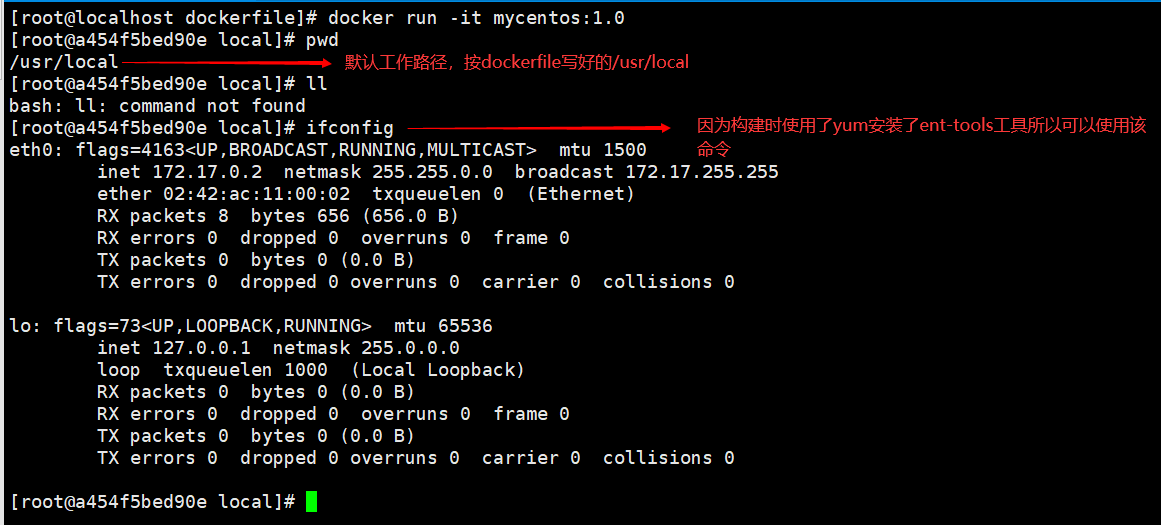 [root@localhost dockerfile]# docker run -it mycentos:1.0
[root@a454f5bed90e local]# pwd
/usr/local 默认工作路径，按dockerfile写好的/usr/local
[root@a454f5bed90e local]# ll
bash: ll: command not found
[root@a454f5bed90e local]# ifconfig 因为构建时使用了yum安装了ent-tools工具所以可以使用该
命令
eth0: flags=4163<UP,BROADCAST,RUNNING,MULTICAST>  mtu 1500
        inet 172.17.0.2  netmask 255.255.0.0  broadcast 172.17.255.255
        ether 02:42:ac:11:00:02  txqueuelen 0  (Ethernet)
        RX packets 8  bytes 656 (656.0 B)
        RX errors 0  dropped 0  overruns 0  frame 0
        TX packets 0  bytes 0 (0.0 B)
        TX errors 0  dropped 0 overruns 0  carrier 0  collisions 0

lo: flags=73<UP,LOOPBACK,RUNNING>  mtu 65536
        inet 127.0.0.1  netmask 255.0.0.0
        loop  txqueuelen 1000  (Local Loopback)
        RX packets 0  bytes 0 (0.0 B)
        RX errors 0  dropped 0  overruns 0  frame 0
        TX packets 0  bytes 0 (0.0 B)
        TX errors 0  dropped 0 overruns 0  carrier 0  collisions 0

[root@a454f5bed90e local]#